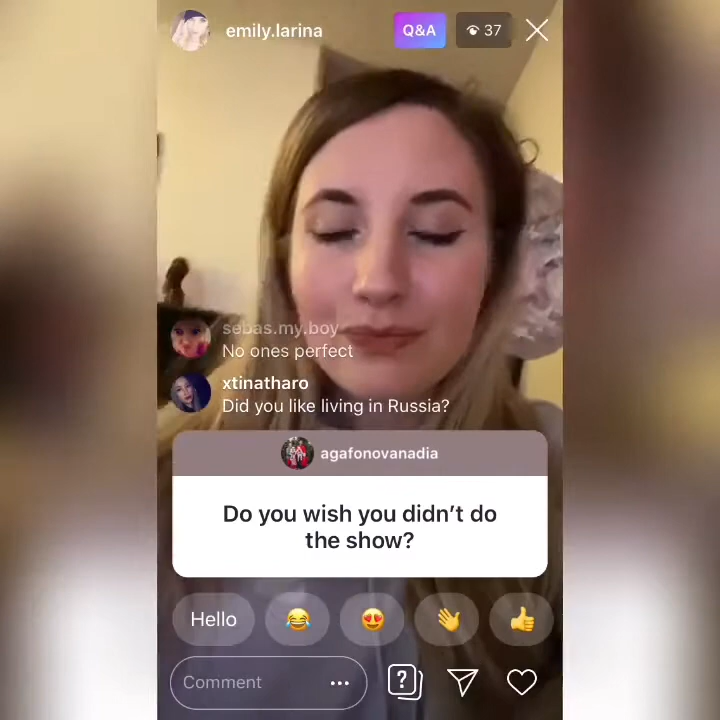 emily.larina
Q&A
37
sebas.my.boy
No ones perfect
xtinatharo
Did you like living in Russia?
agafonovanadia
Do you wish you didn't do
the show?
Hello
Comment